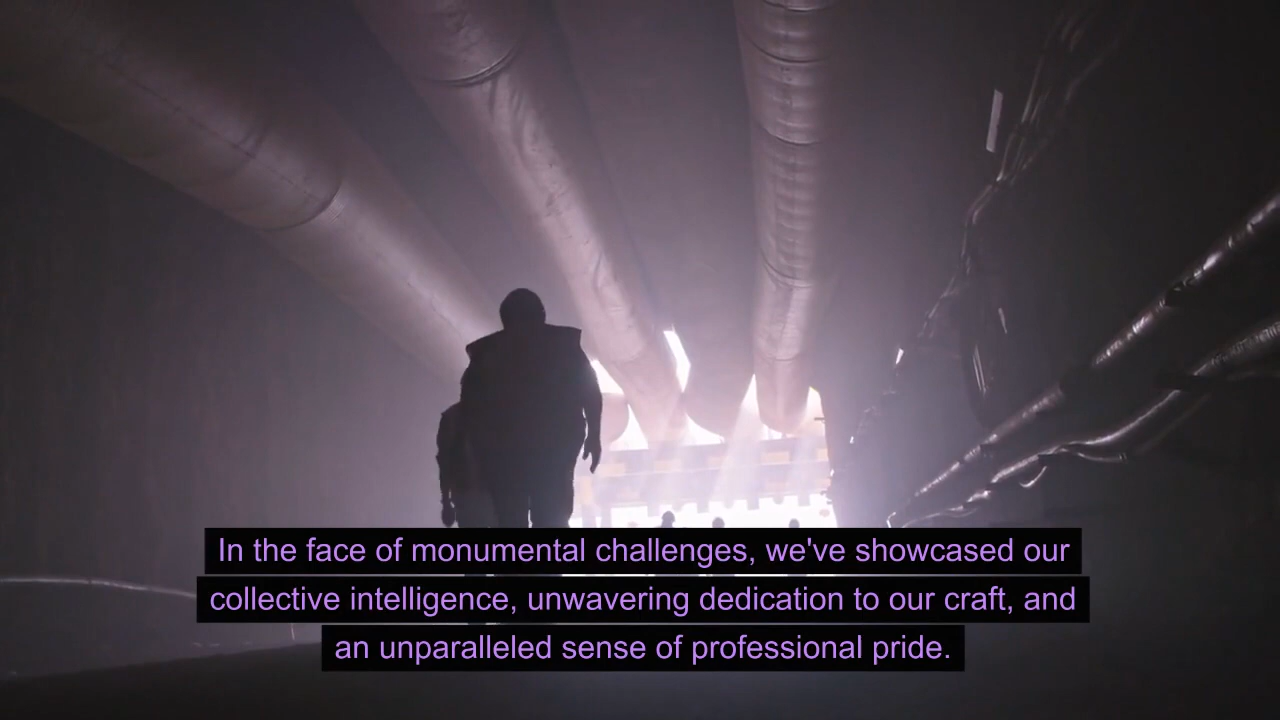 In the face of monumental challenges, we've showcased our
collective intelligence, unwavering dedication to our craft, and
an unparalleled sense of professional pride.